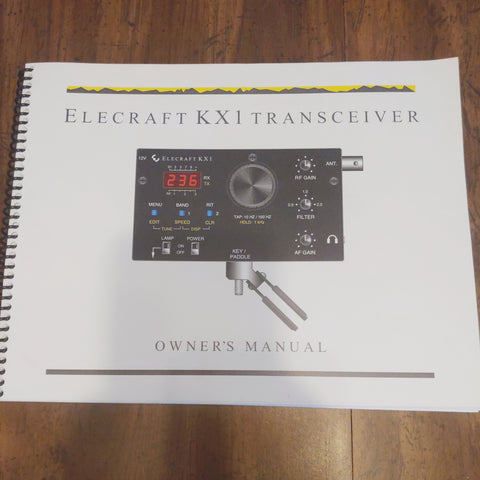 ELECRAFT KX1 TRANSCEIVER
12V
ELECRAFT KX1
236
RX
TX
MENU BAND RIT
1 2
EDIT SPEED CLR
TUNE DISP
LAMP POWER
ON
OFF
TAP: 10 HZ / 100 HZ
HOLD: 1 kHz
KEY /
PADDLE
RF GAIN
ANT.
FILTER
AF GAIN
OWNER'S MANUAL